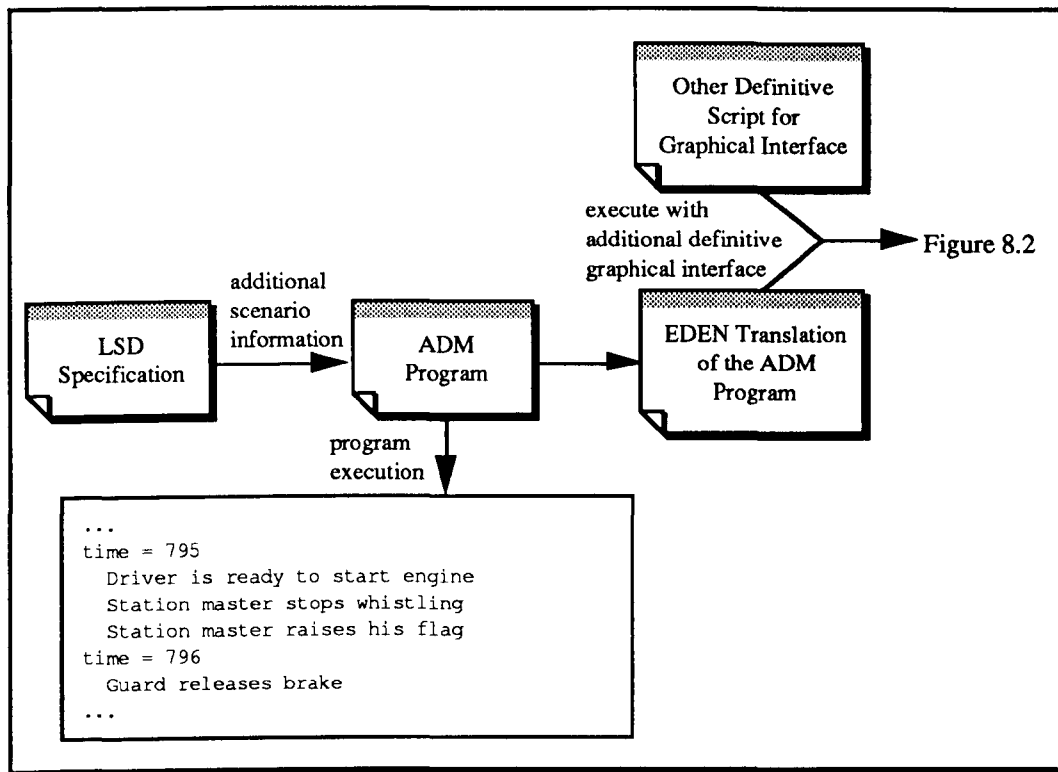 Other Definitive
Script for
Graphical Interface
execute with
additional definitive
graphical interface
Figure 8.2
additional
scenario
information
LSD
Specification
ADM
Program
EDEN Translation
of the ADM
Program
program
execution
...
time = 795
Driver is ready to start engine
Station master stops whistling
Station master raises his flag
time = 796
Guard releases brake
...